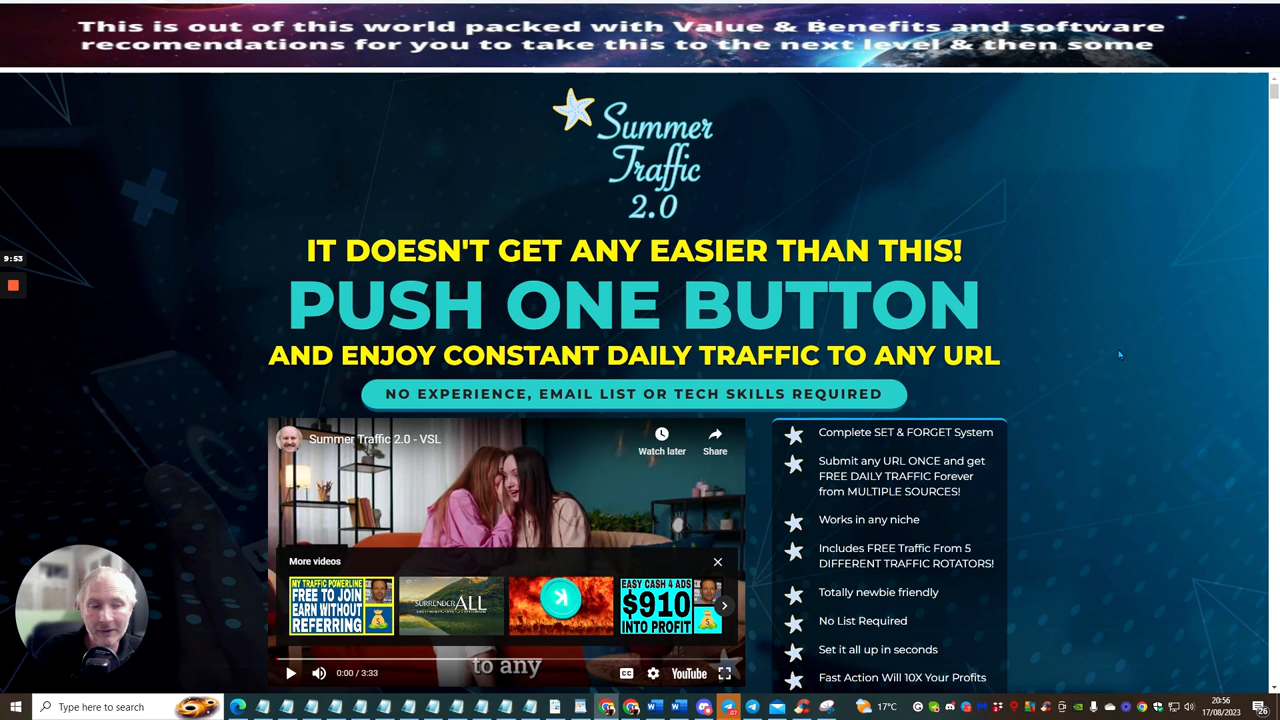 This is out of this world packed with Value & Benefits and software
recomendations for you to take this to the next level & then some
Summer
Traffic
2.0
IT DOESN'T GET ANY EASIER THAN THIS!
PUSH ONE BUTTON
AND ENJOY CONSTANT DAILY TRAFFIC TO ANY URL
NO EXPERIENCE, EMAIL LIST OR TECH SKILLS REQUIRED
9:53
Summer Traffic 2.0 - VSL
Watch later
Share
More videos
MY TRAFFIC POWERLINE
FREE TO JOIN
EARN WITHOUT
REFERRING
SURRENDER ALL
EASY CASH 4 ADS
$910
INTO PROFIT
to any
0:00 / 3:33
CC
YouTube
Complete SET & FORGET System
Submit any URL ONCE and get
FREE DAILY TRAFFIC Forever
from MULTIPLE SOURCES!
Works in any niche
Includes FREE Traffic From 5
DIFFERENT TRAFFIC ROTATORS!
Totally newbie friendly
No List Required
Set it all up in seconds
Fast Action Will 10X Your Profits
Type here to search
17°C
20:56
17/08/2023